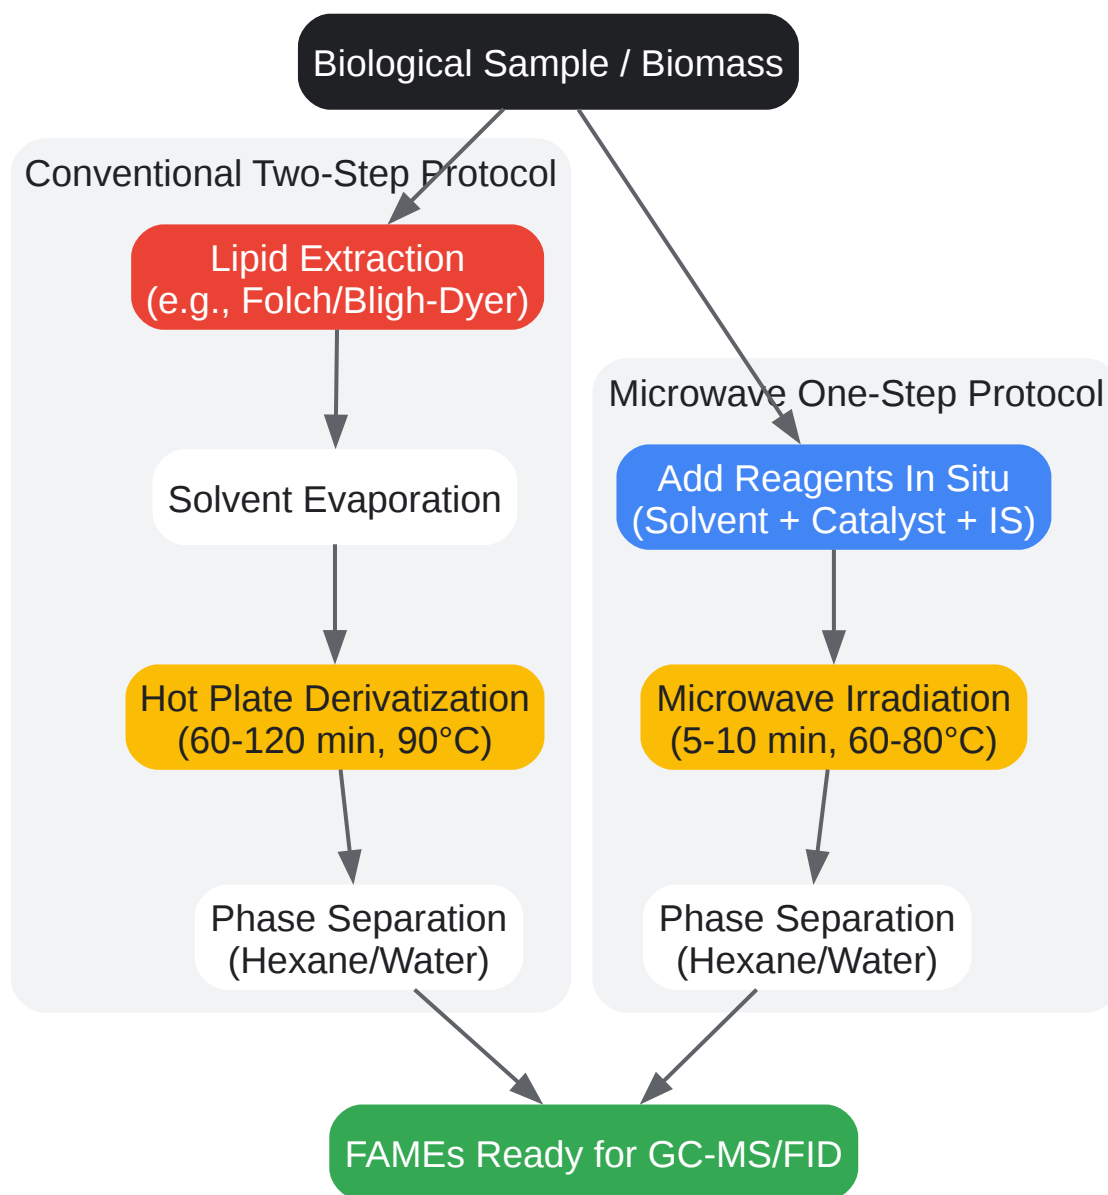 Biological Sample / Biomass
Conventional Two-Step Protocol
Lipid Extraction
(e.g., Folch/Bligh-Dyer)
Solvent Evaporation
Hot Plate Derivatization
(60-120 min, 90°C)
Phase Separation
(Hexane/Water)
Microwave One-Step Protocol
Add Reagents In Situ
(Solvent + Catalyst + IS)
Microwave Irradiation
(5-10 min, 60-80°C)
Phase Separation
(Hexane/Water)
FAMEs Ready for GC-MS/FID